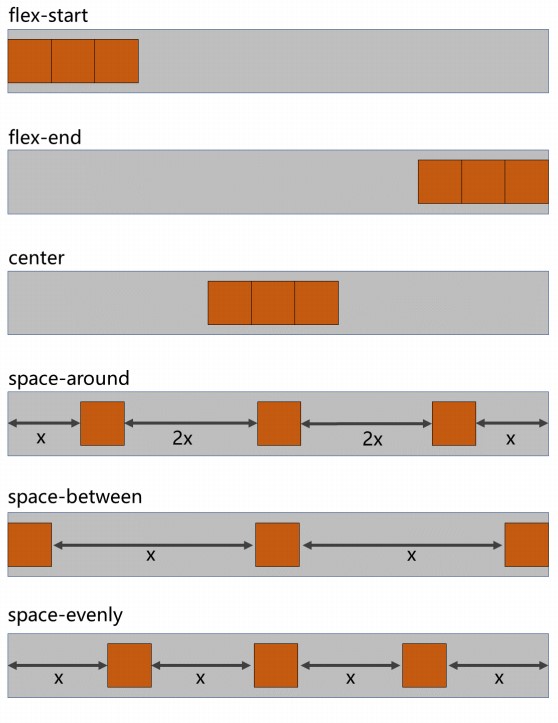 flex-start
flex-end
center
space-around
x 2x 2x x
space-between
x x
space-evenly
x x x x